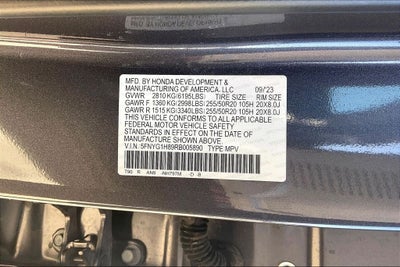 MFD. BY HONDA DEVELOPMENT &
MANUFACTURING OF AMERICA, LLC 09/23
GVWR 2810 KG(6195LBS) TIRE SIZE RIM SIZE
GAWR F 1360 KG(2998LBS) 255/50R20 105H 20X8.0J
GAWR R 1515 KG(3340LBS) 255/50R20 105H 20X8.0J
THIS VEHICLE CONFORMS TO ALL APPLICABLE
FEDERAL MOTOR VEHICLE SAFETY
STANDARDS IN EFFECT ON THE DATE OF
MANUFACTURE SHOWN ABOVE.
V.I.N: 5FNYG1H89RB005890 TYPE MPV